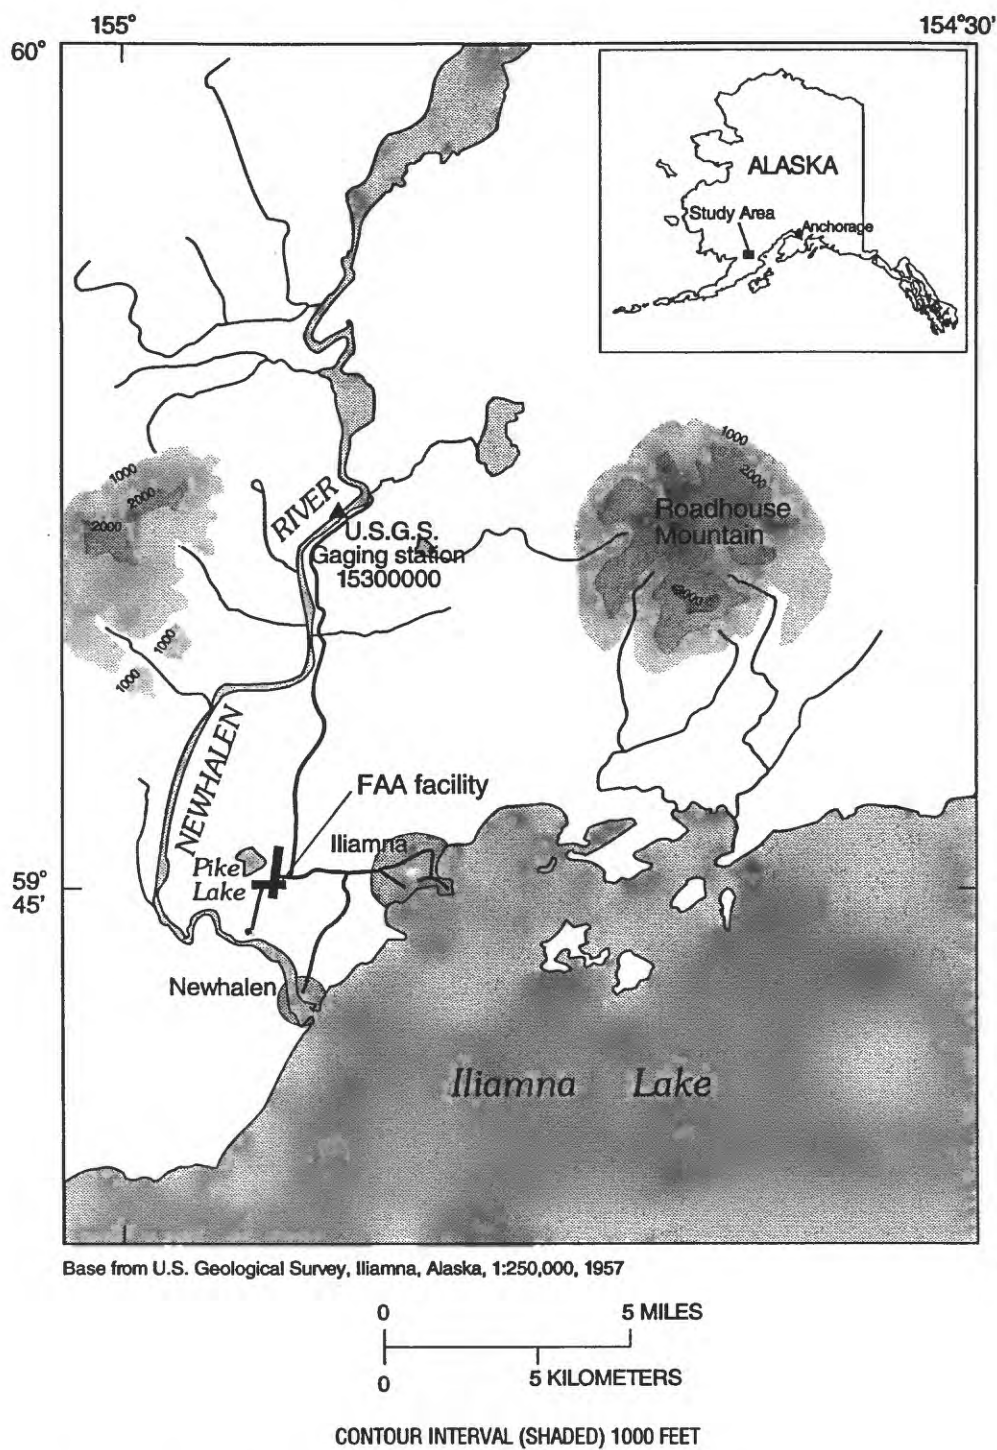 155°
154°30'
60°
ALASKA
Study Area
Anchorage
1000
2000
2000
1000
2000
Roadhouse
Mountain
RIVER
U.S.G.S.
Gaging station
15300000
1000
1000
NEWHALEN
FAA facility
Iliamna
Pike
Lake
59°
45'
Newhalen
Iliamna Lake
Base from U.S. Geological Survey, Iliamna, Alaska, 1:250,000, 1957
0 5 MILES
0 5 KILOMETERS
CONTOUR INTERVAL (SHADED) 1000 FEET